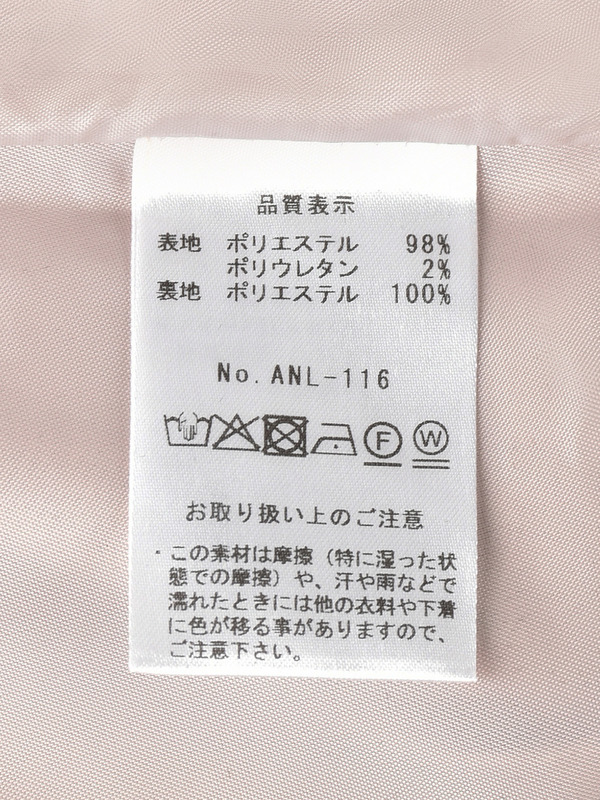 品質表示
表地 ポリエステル 98%
ポリウレタン 2%
裏地 ポリエステル 100%
No. ANL-116
F W
お取り扱い上のご注意
・この素材は摩擦（特に湿った状
態での摩擦）や、汗や雨などで
濡れたときには他の衣料や下着
に色が移る事がありますので、
ご注意下さい。